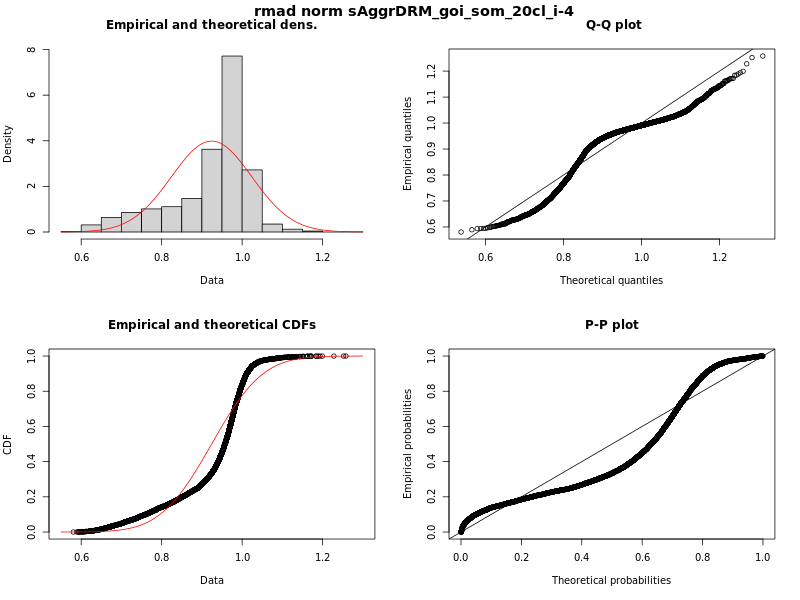 rmad norm sAggrDRM_goi_som_20cl_i-4
Empirical and theoretical dens.
Density
0 2 4 6 8
0.6 0.8 1.0 1.2
Data
Q-Q plot
Empirical quantiles
0.6 0.7 0.8 0.9 1.0 1.1 1.2
0.6 0.8 1.0 1.2
Theoretical quantiles
Empirical and theoretical CDFs
CDF
0.0 0.2 0.4 0.6 0.8 1.0
0.6 0.8 1.0 1.2
Data
P-P plot
Empirical probabilities
0.0 0.2 0.4 0.6 0.8 1.0
0.0 0.2 0.4 0.6 0.8 1.0
Theoretical probabilities